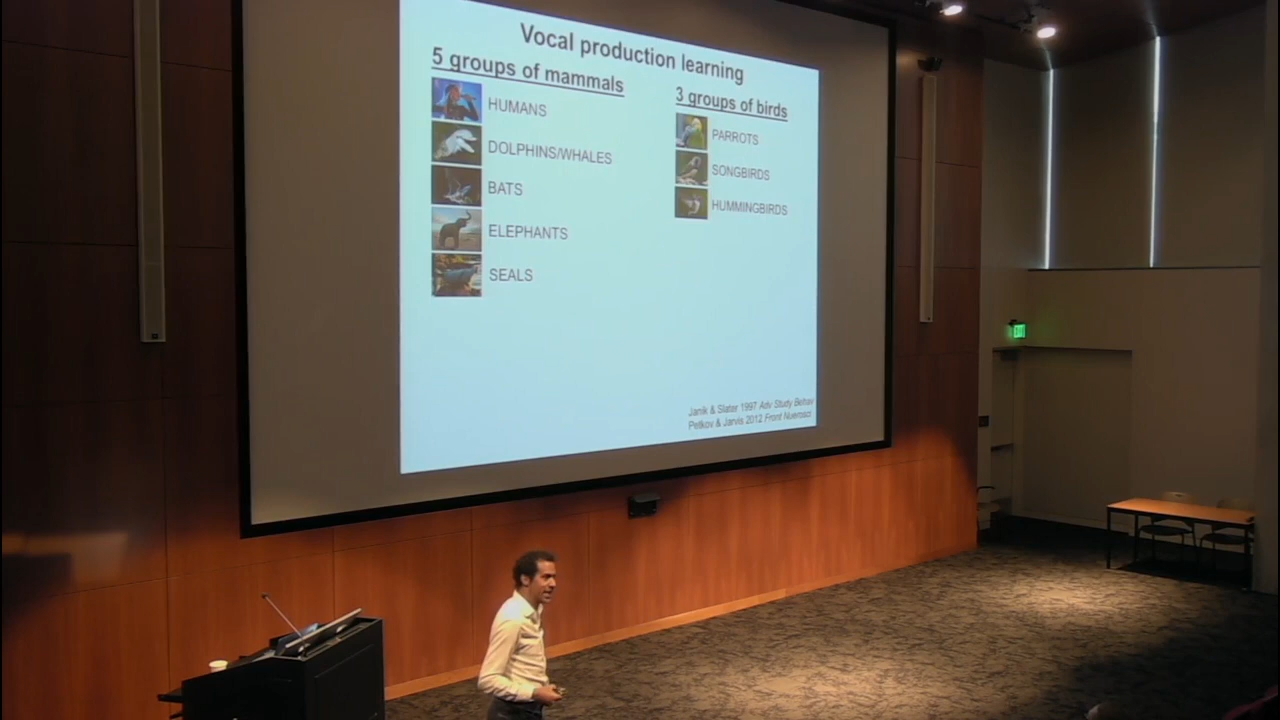 Vocal production learning
5 groups of mammals
HUMANS
DOLPHINS/WHALES
BATS
ELEPHANTS
SEALS
3 groups of birds
PARROTS
SONGBIRDS
HUMMINGBIRDS
Janik & Slater 1997 Adv Study Behav
Petkov & Jarvis 2012 Front Nuerosci